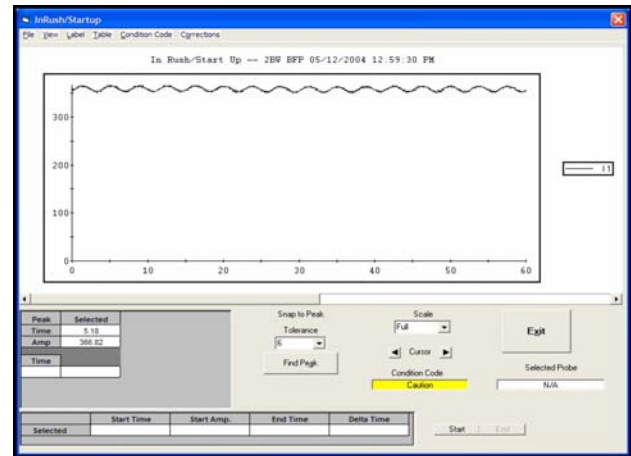 InRush/Startup
File View Label Table Condition Code Corrections
In Rush/Start Up -- 2BW BFP 05/12/2004 12:59:30 PM
300
200
100
0
0 10 20 30 40 50 60
I1
Peak Selected
Time 5.18
Amp 366.82
Time
Snap to Peak
Tolerance
6
Find Peak
Scale
Full
Cursor
Condition Code
Caution
Exit
Selected Probe
N/A
Start Time Start Amp. End Time Delta Time
Selected
Start End